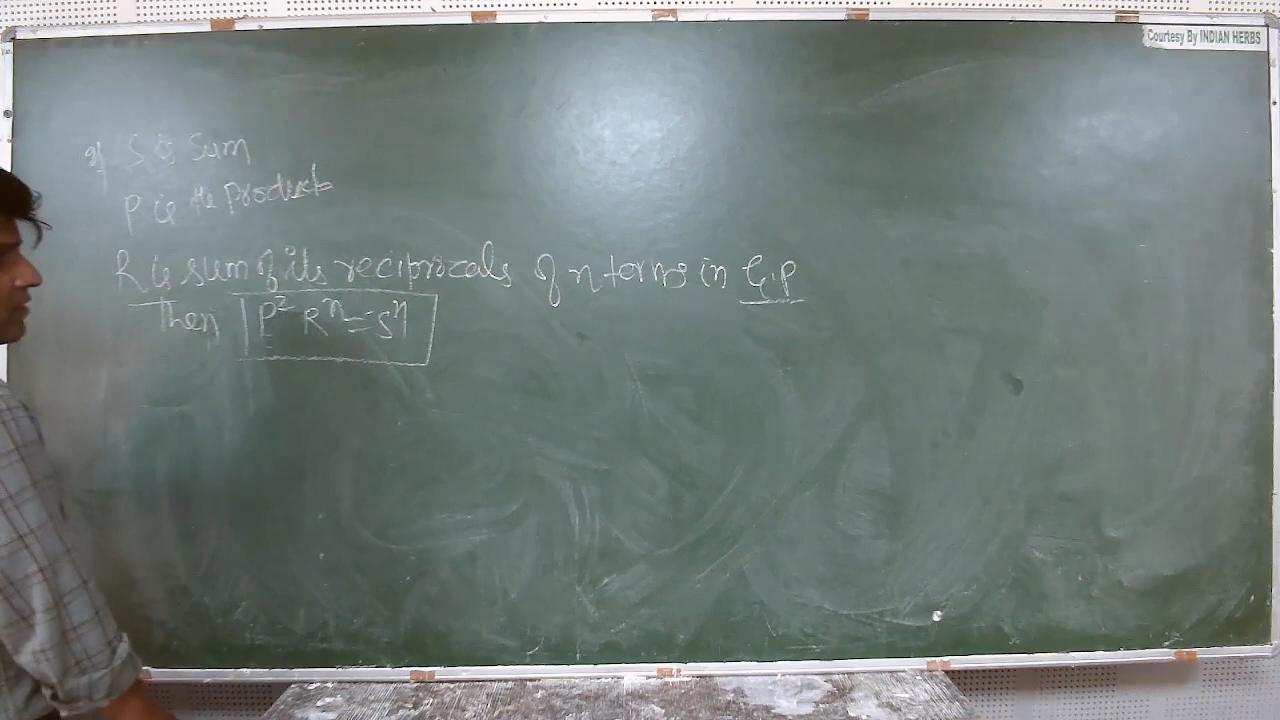 Courtesy By INDIAN HERBS
If S is Sum
P is the Product
R is sum of its reciprocals of n terms in G.P
Then P² Rⁿ = Sⁿ